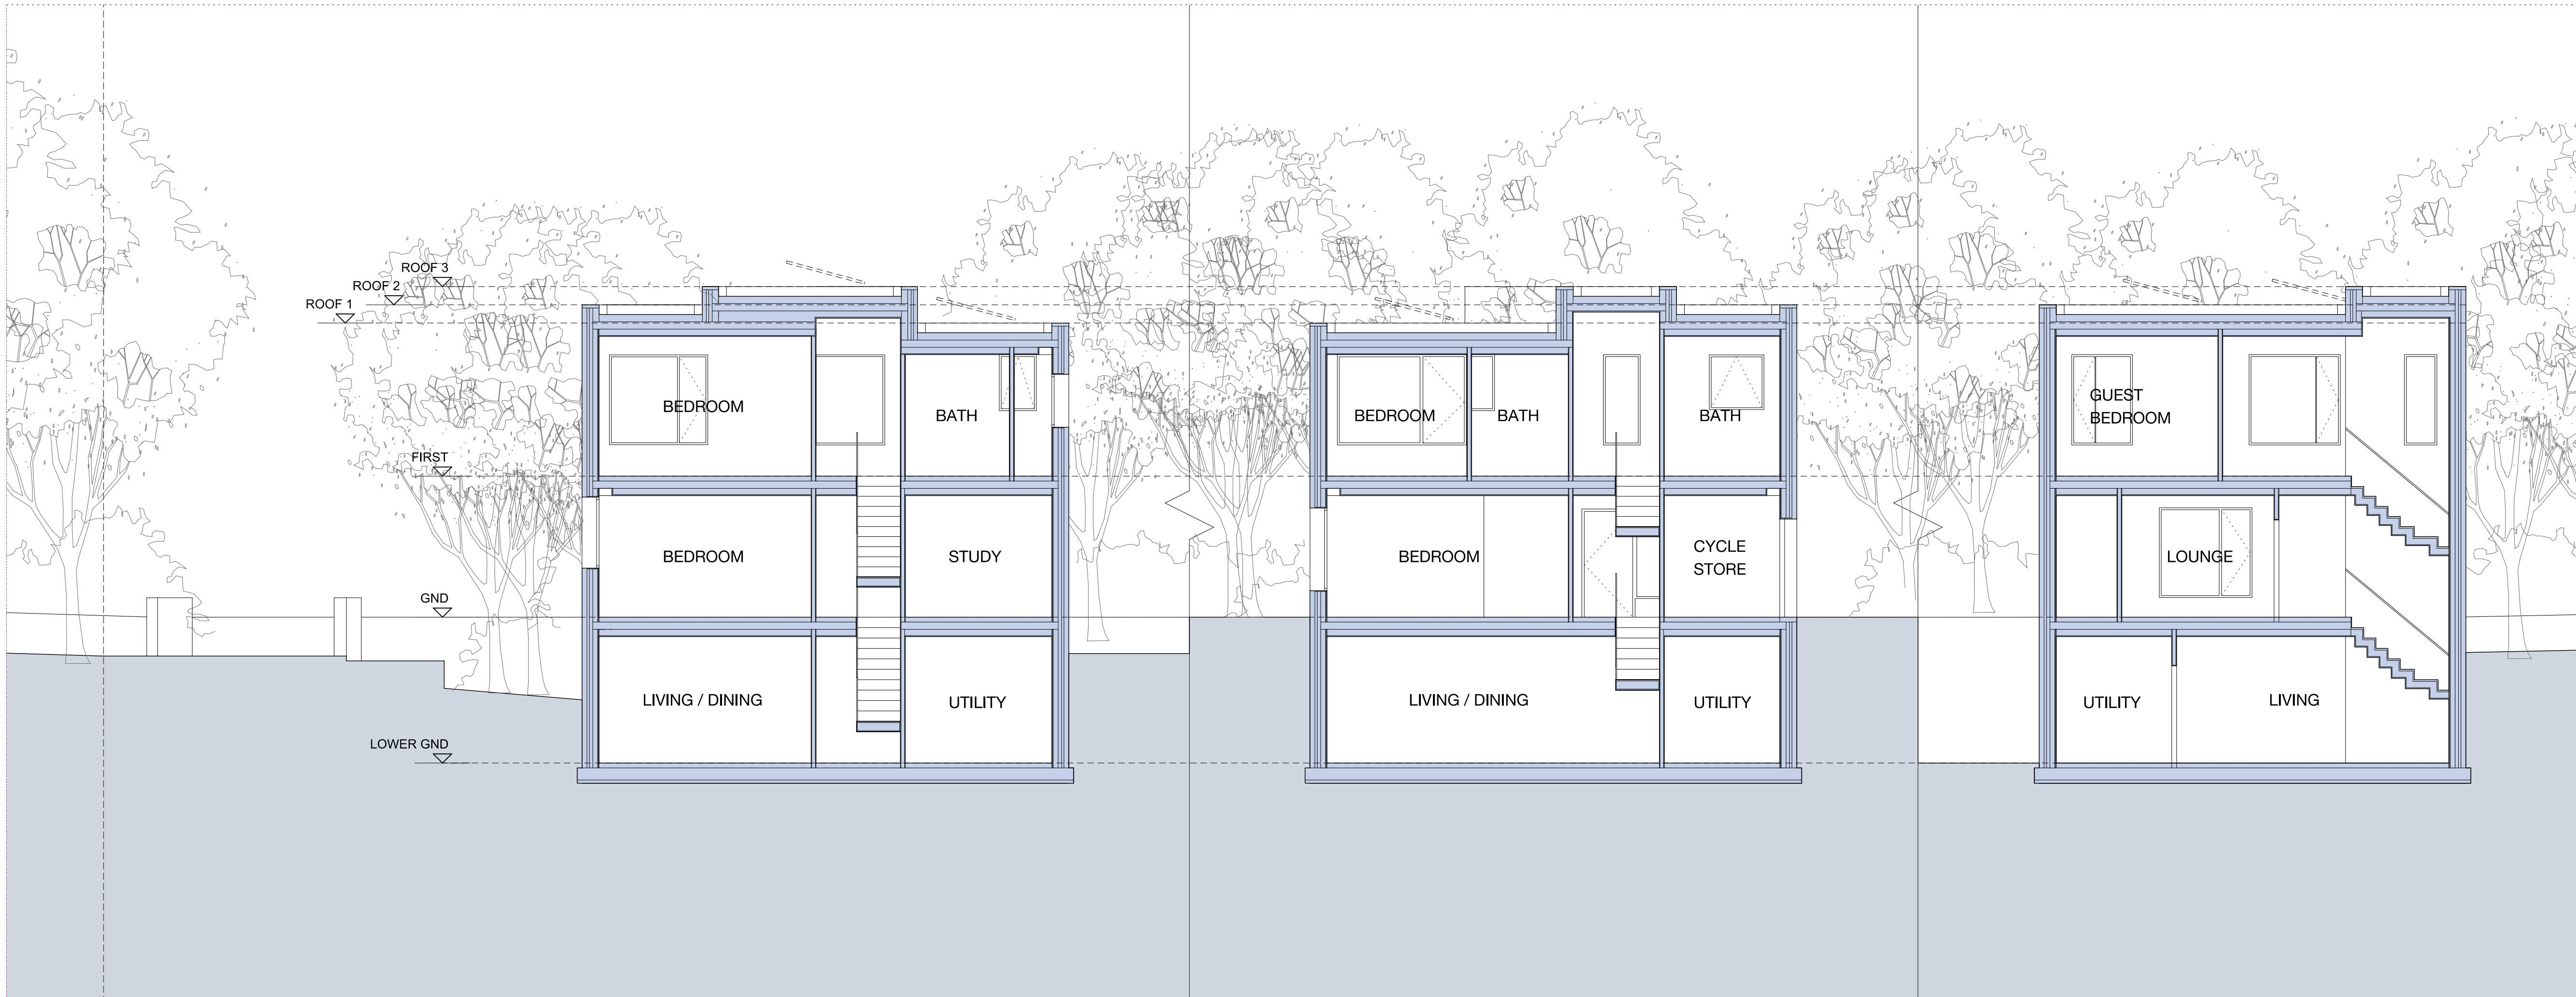 ROOF 3
ROOF 2
ROOF 1
FIRST
GND
LOWER GND
BEDROOM
BATH
BEDROOM
STUDY
LIVING / DINING
UTILITY
BEDROOM
BATH
BATH
BEDROOM
CYCLE
STORE
LIVING / DINING
UTILITY
GUEST
BEDROOM
LOUNGE
UTILITY
LIVING